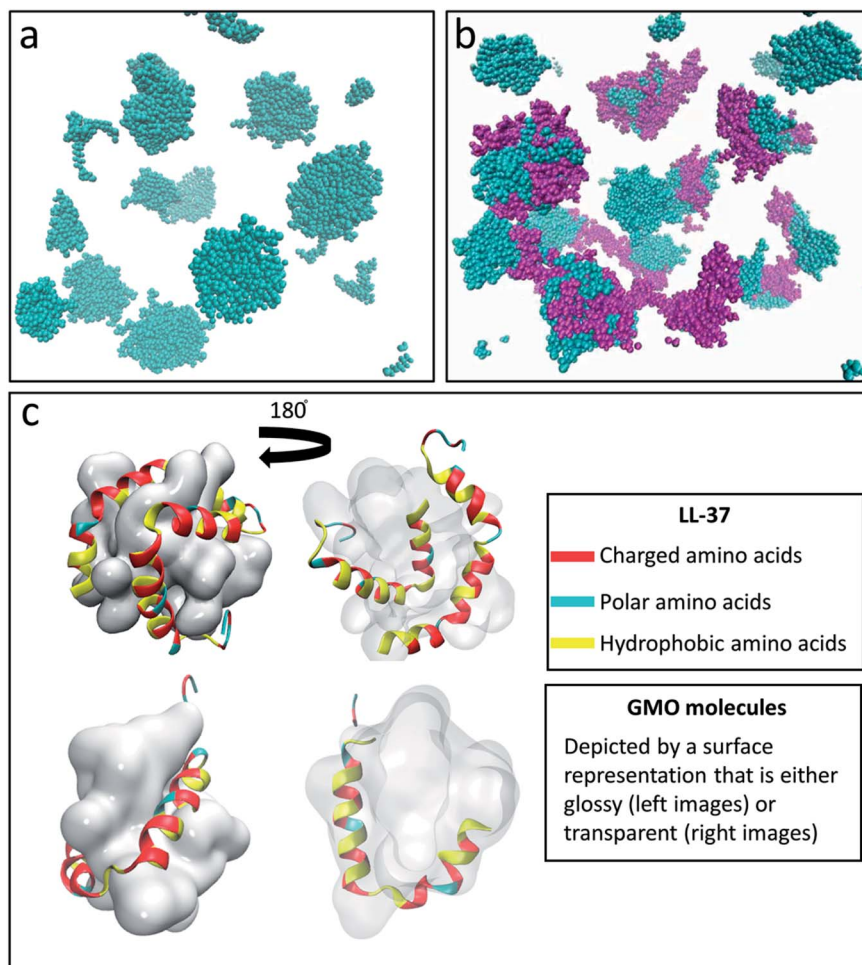 a
b
c
180°
LL-37
Charged amino acids
Polar amino acids
Hydrophobic amino acids
GMO molecules
Depicted by a surface
representation that is either
glossy (left images) or
transparent (right images)